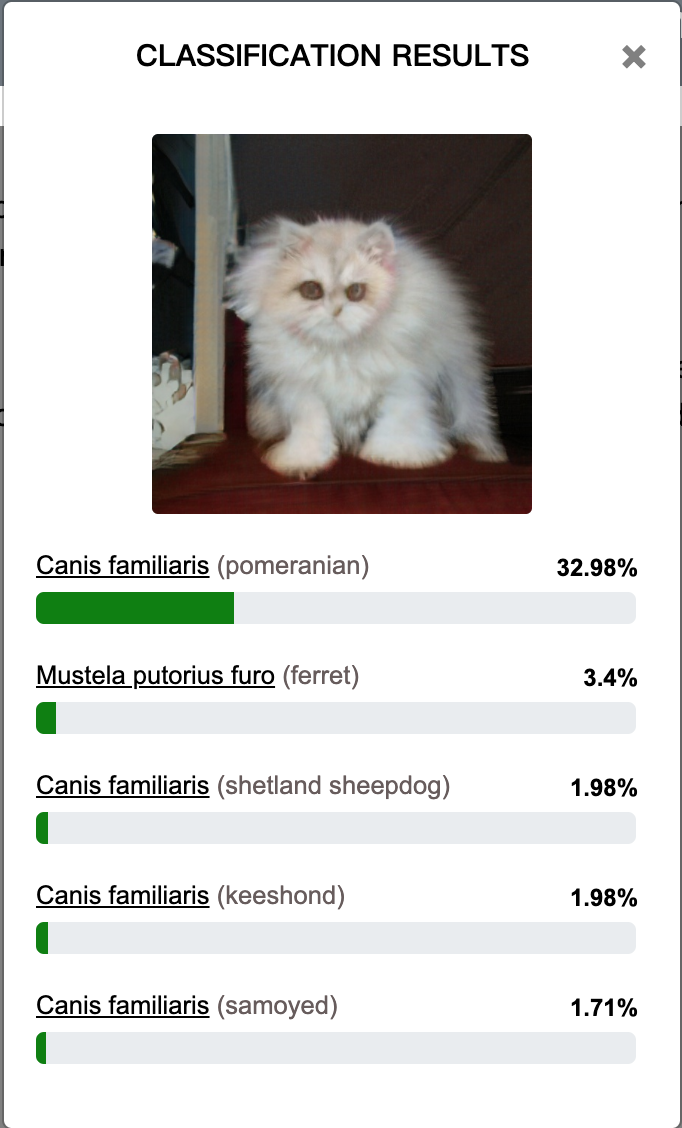 CLASSIFICATION RESULTS
Canis familiaris (pomeranian) 32.98%
Mustela putorius furo (ferret) 3.4%
Canis familiaris (shetland sheepdog) 1.98%
Canis familiaris (keeshond) 1.98%
Canis familiaris (samoyed) 1.71%